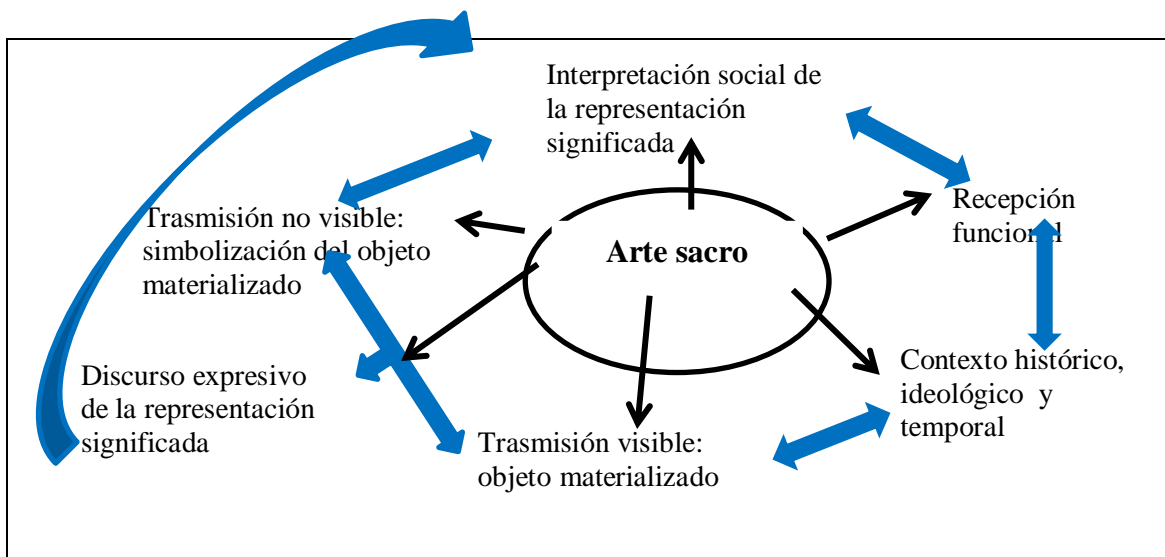 Interpretación social de
la representación
significada
Recepción
funcional
Trasmisión no visible:
simbolización del objeto
materializado
Arte sacro
Contexto histórico,
ideológico y
temporal
Discurso expresivo
de la representación
significada
Trasmisión visible:
objeto materializado